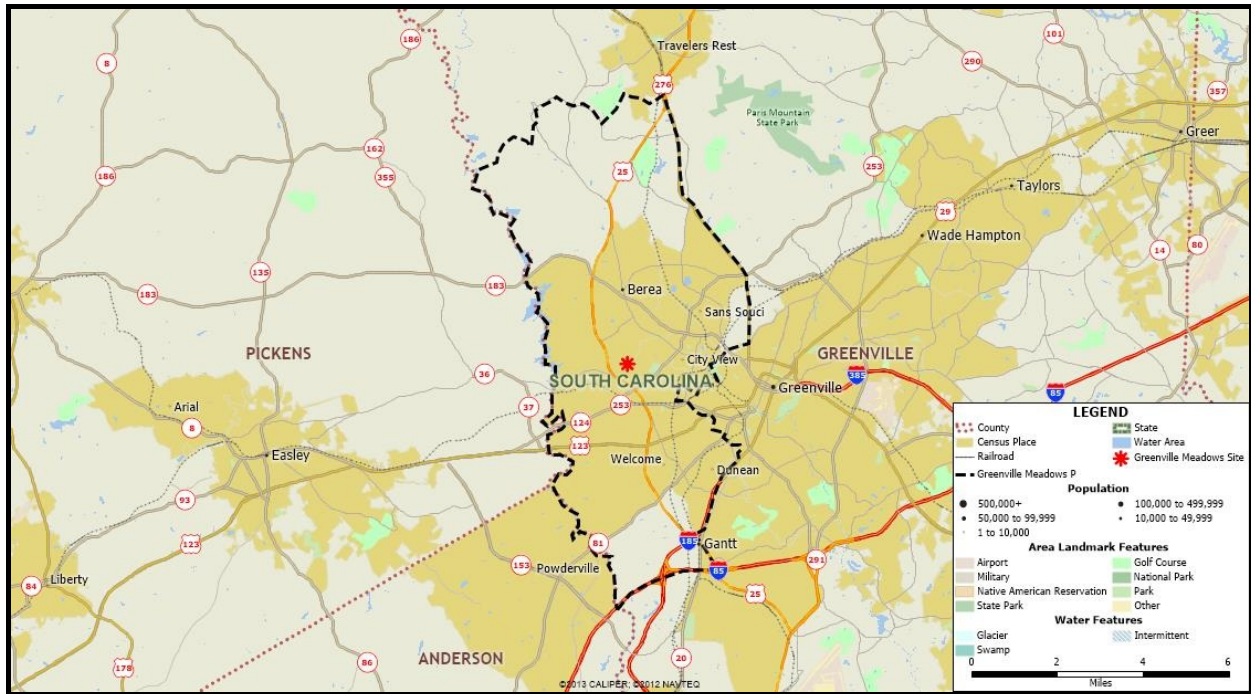 186
101
8
Travelers Rest
290
276
357
Paris Mountain
State Park
Greer
162
253
25
186
355
Taylors
29
Wade Hampton
14
80
135
183
183
Berea
Sans Souci
PICKENS
City View
GREENVILLE
36
SOUTH CAROLINA
385
Greenville
85
Arial
37
253
8
124
123
Easley
Welcome
Dunean
93
123
185
Gantt
81
291
84
Liberty
153
Powderville
85
25
178
86
ANDERSON
20
©2013 CALIPER; ©2012 NAVTEQ
LEGEND
County
State
Census Place
Water Area
Railroad
Greenville Meadows Site
Greenville Meadows P
Population
500,000+
100,000 to 499,999
50,000 to 99,999
10,000 to 49,999
1 to 10,000
Area Landmark Features
Airport
Golf Course
Military
National Park
Native American Reservation
Park
State Park
Other
Water Features
Glacier
Intermittent
Swamp
0 2 4 6
Miles